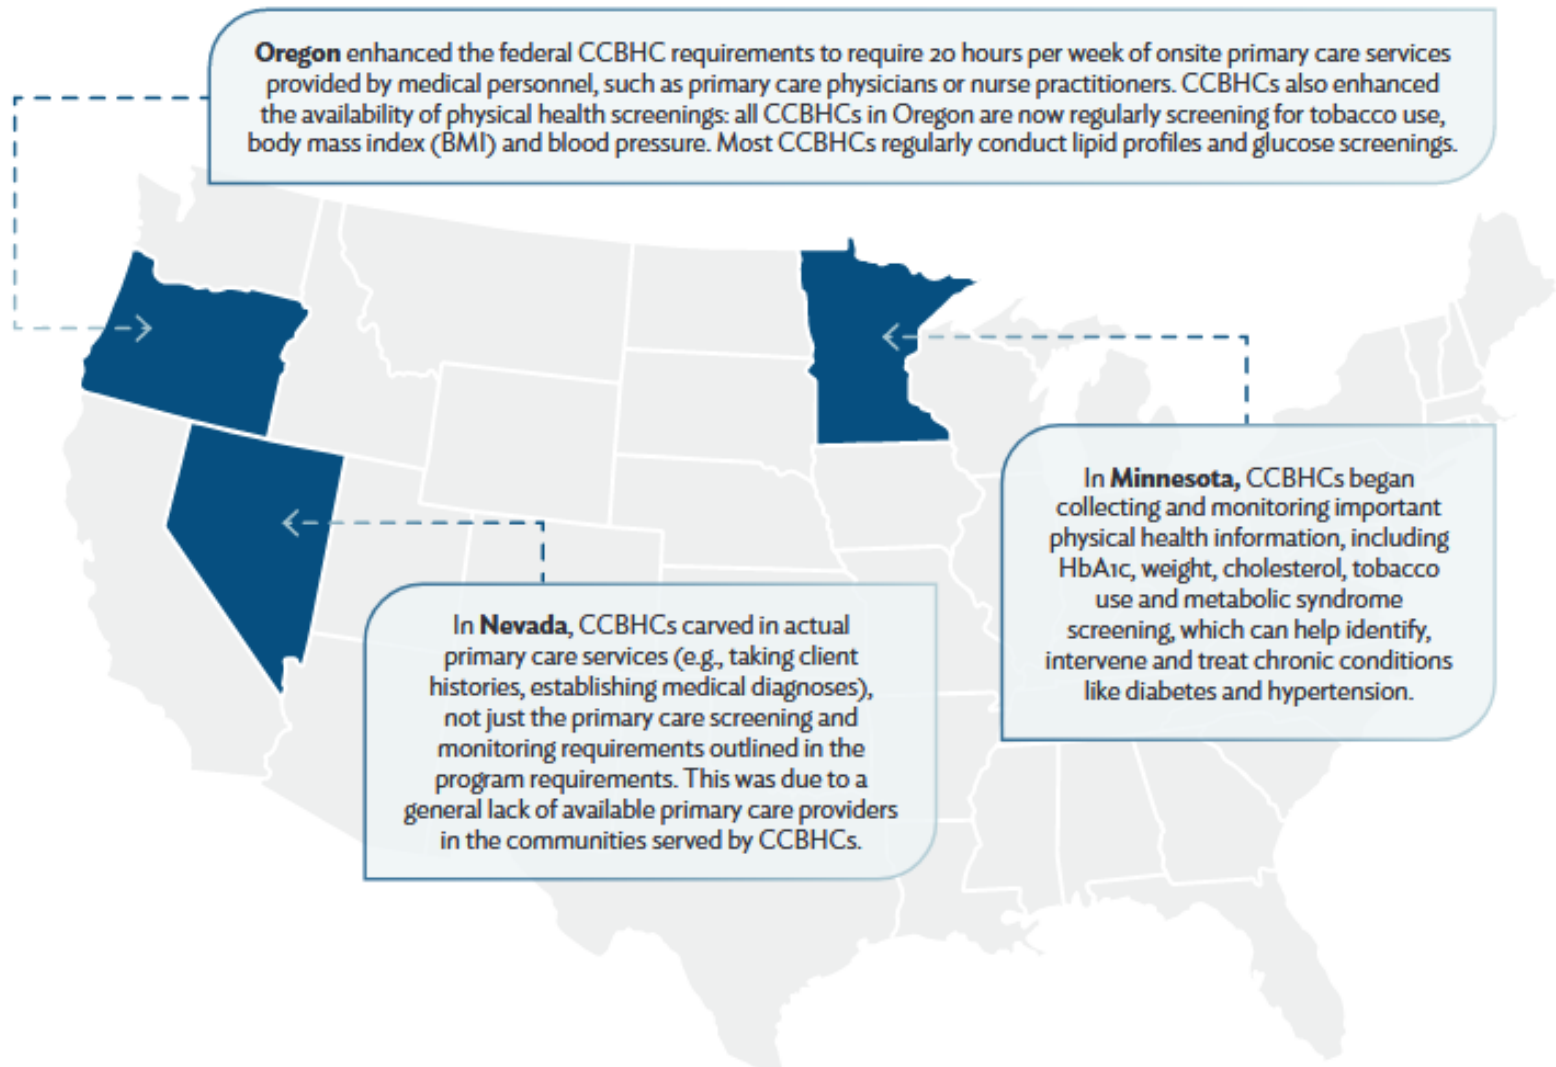 Oregon enhanced the federal CCBHC requirements to require 20 hours per week of onsite primary care services
provided by medical personnel, such as primary care physicians or nurse practitioners. CCBHCs also enhanced
the availability of physical health screenings: all CCBHCs in Oregon are now regularly screening for tobacco use,
body mass index (BMI) and blood pressure. Most CCBHCs regularly conduct lipid profiles and glucose screenings.
In Minnesota, CCBHCs began
collecting and monitoring important
physical health information, including
HbA1c, weight, cholesterol, tobacco
use and metabolic syndrome
screening, which can help identify,
intervene and treat chronic conditions
like diabetes and hypertension.
In Nevada, CCBHCs carved in actual
primary care services (e.g., taking client
histories, establishing medical diagnoses),
not just the primary care screening and
monitoring requirements outlined in the
program requirements. This was due to a
general lack of available primary care providers
in the communities served by CCBHCs.